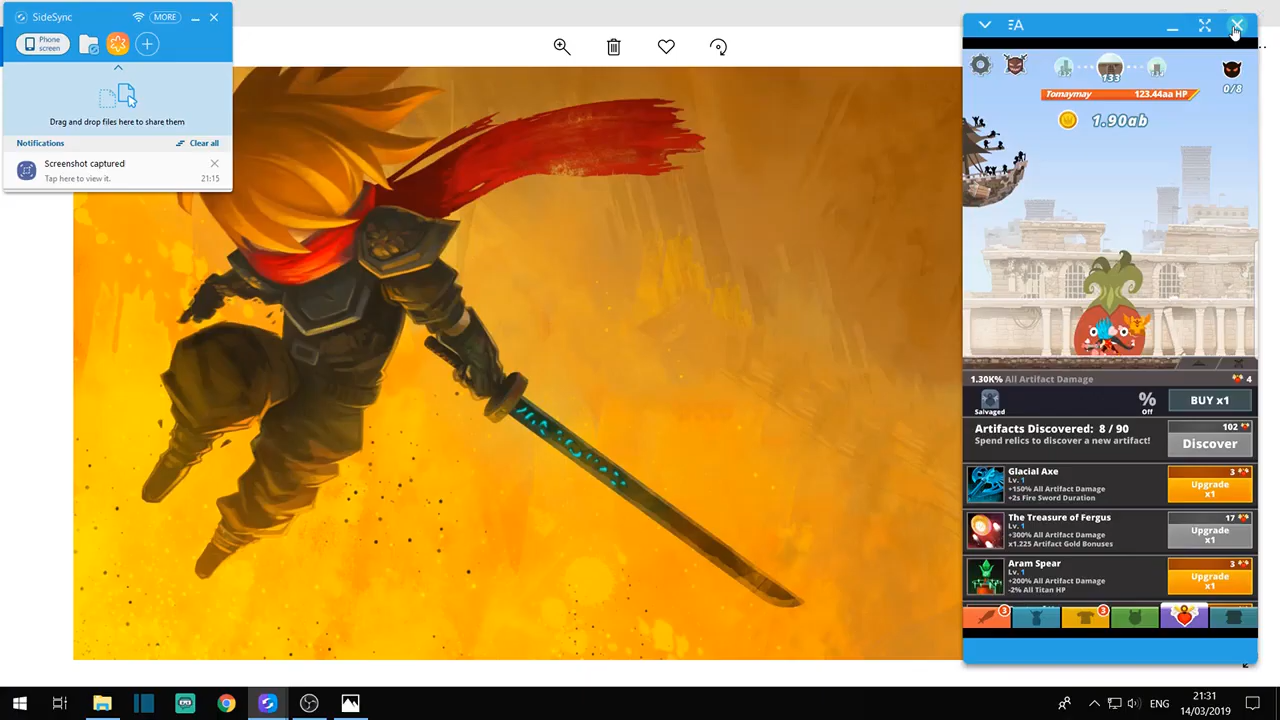 SideSync
MORE
Phone
screen
Drag and drop files here to share them
Notifications
Clear all
Screenshot captured
Tap here to view it.
21:15
133
Tomaymay
123.44aa HP
0/8
1.90ab
1.30K% All Artifact Damage
4
Salvaged
%
Off
BUY x1
Artifacts Discovered: 8 / 90
Spend relics to discover a new artifact!
102
Discover
Glacial Axe
Lv. 1
+150% All Artifact Damage
+2s Fire Sword Duration
3
Upgrade
x1
The Treasure of Fergus
Lv. 1
+300% All Artifact Damage
x1.225 Artifact Gold Bonuses
17
Upgrade
x1
Aram Spear
Lv. 1
+200% All Artifact Damage
-2% All Titan HP
3
Upgrade
x1
3
3
ENG
21:31
14/03/2019